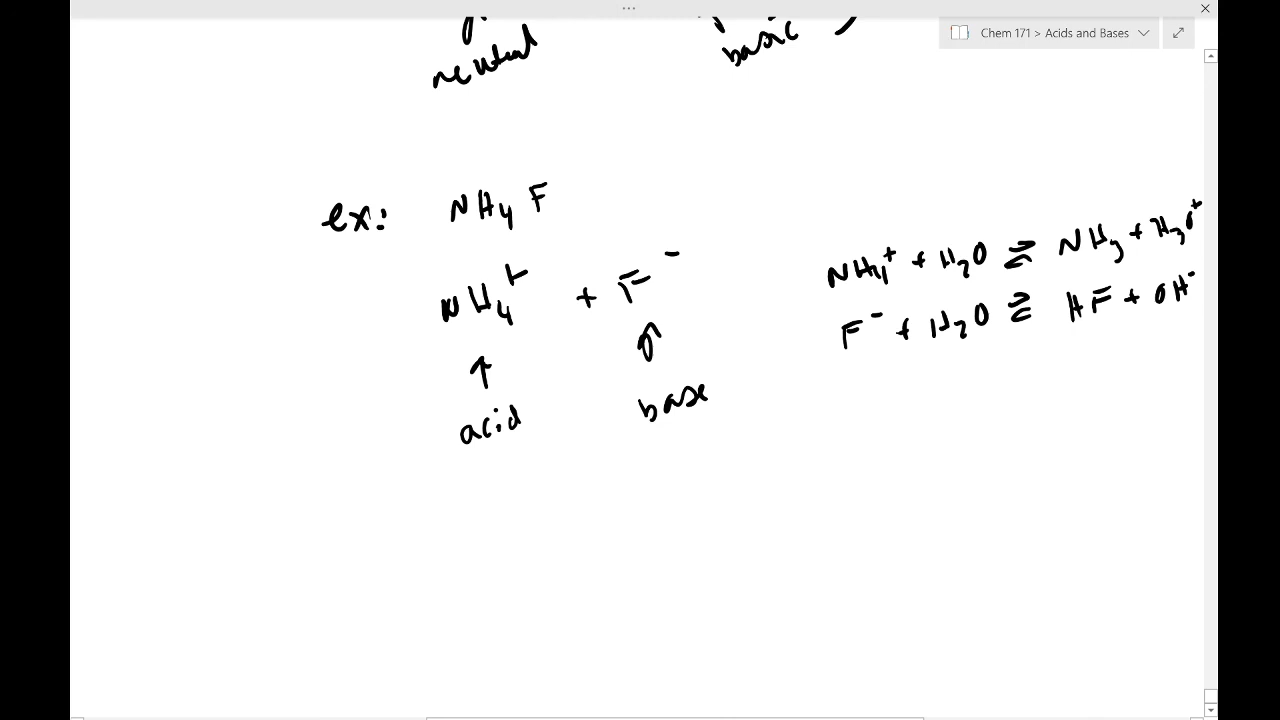 Chem 171 > Acids and Bases
neutral
basic
ex: NH₄F
NH₄⁺ + F⁻
acid
base
NH₄⁺ + H₂O ⇌ NH₃ + H₃O⁺
F⁻ + H₂O ⇌ HF + OH⁻